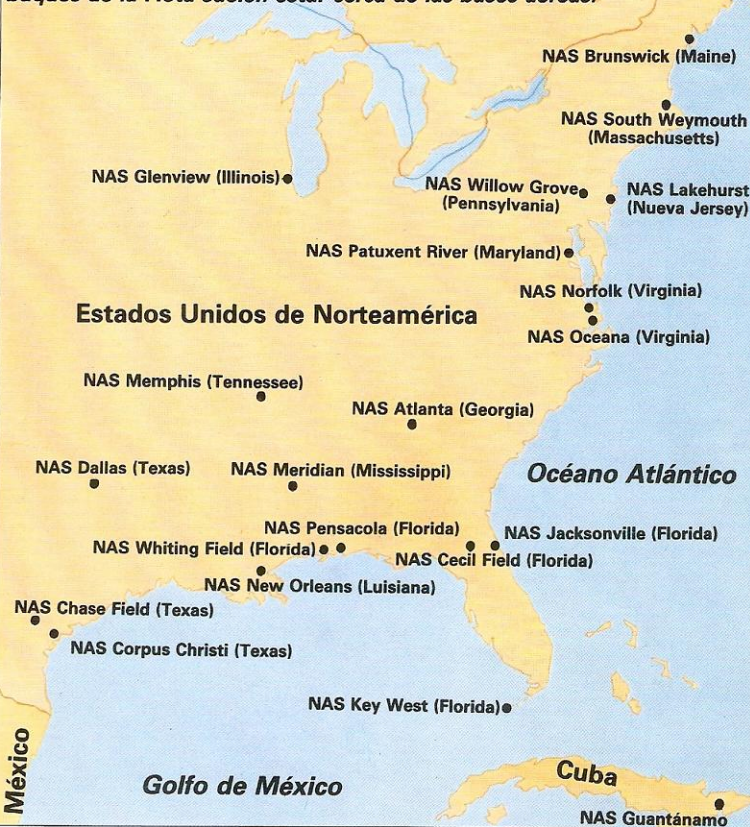 NAS Brunswick (Maine)
NAS South Weymouth
(Massachusetts)
NAS Glenview (Illinois)
NAS Willow Grove
(Pennsylvania)
NAS Lakehurst
(Nueva Jersey)
NAS Patuxent River (Maryland)
NAS Norfolk (Virginia)
Estados Unidos de Norteamérica
NAS Oceana (Virginia)
NAS Memphis (Tennessee)
NAS Atlanta (Georgia)
NAS Dallas (Texas)
NAS Meridian (Mississippi)
Océano Atlántico
NAS Pensacola (Florida)
NAS Jacksonville (Florida)
NAS Whiting Field (Florida)
NAS Cecil Field (Florida)
NAS New Orleans (Luisiana)
NAS Chase Field (Texas)
NAS Corpus Christi (Texas)
NAS Key West (Florida)
México
Golfo de México
Cuba
NAS Guantánamo